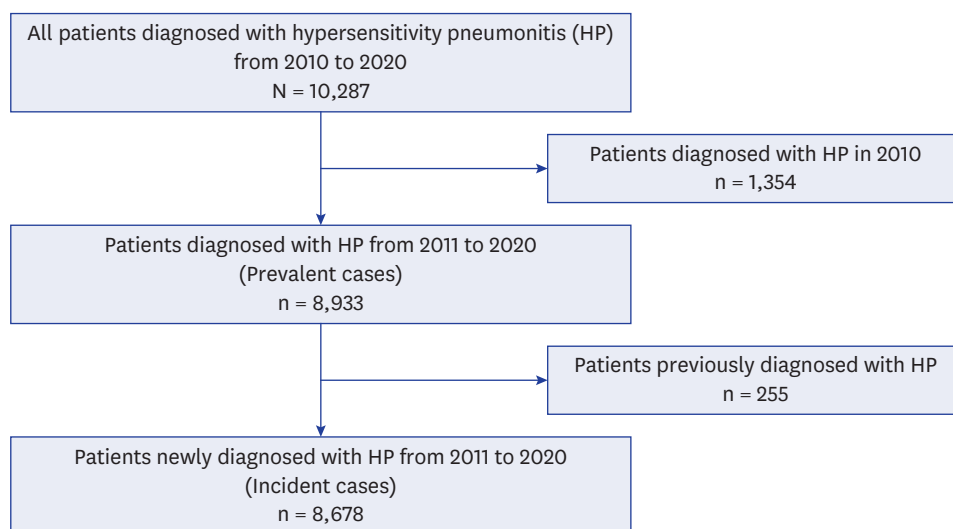 All patients diagnosed with hypersensitivity pneumonitis (HP)
from 2010 to 2020
N = 10,287
Patients diagnosed with HP in 2010
n = 1,354
Patients diagnosed with HP from 2011 to 2020
(Prevalent cases)
n = 8,933
Patients previously diagnosed with HP
n = 255
Patients newly diagnosed with HP from 2011 to 2020
(Incident cases)
n = 8,678